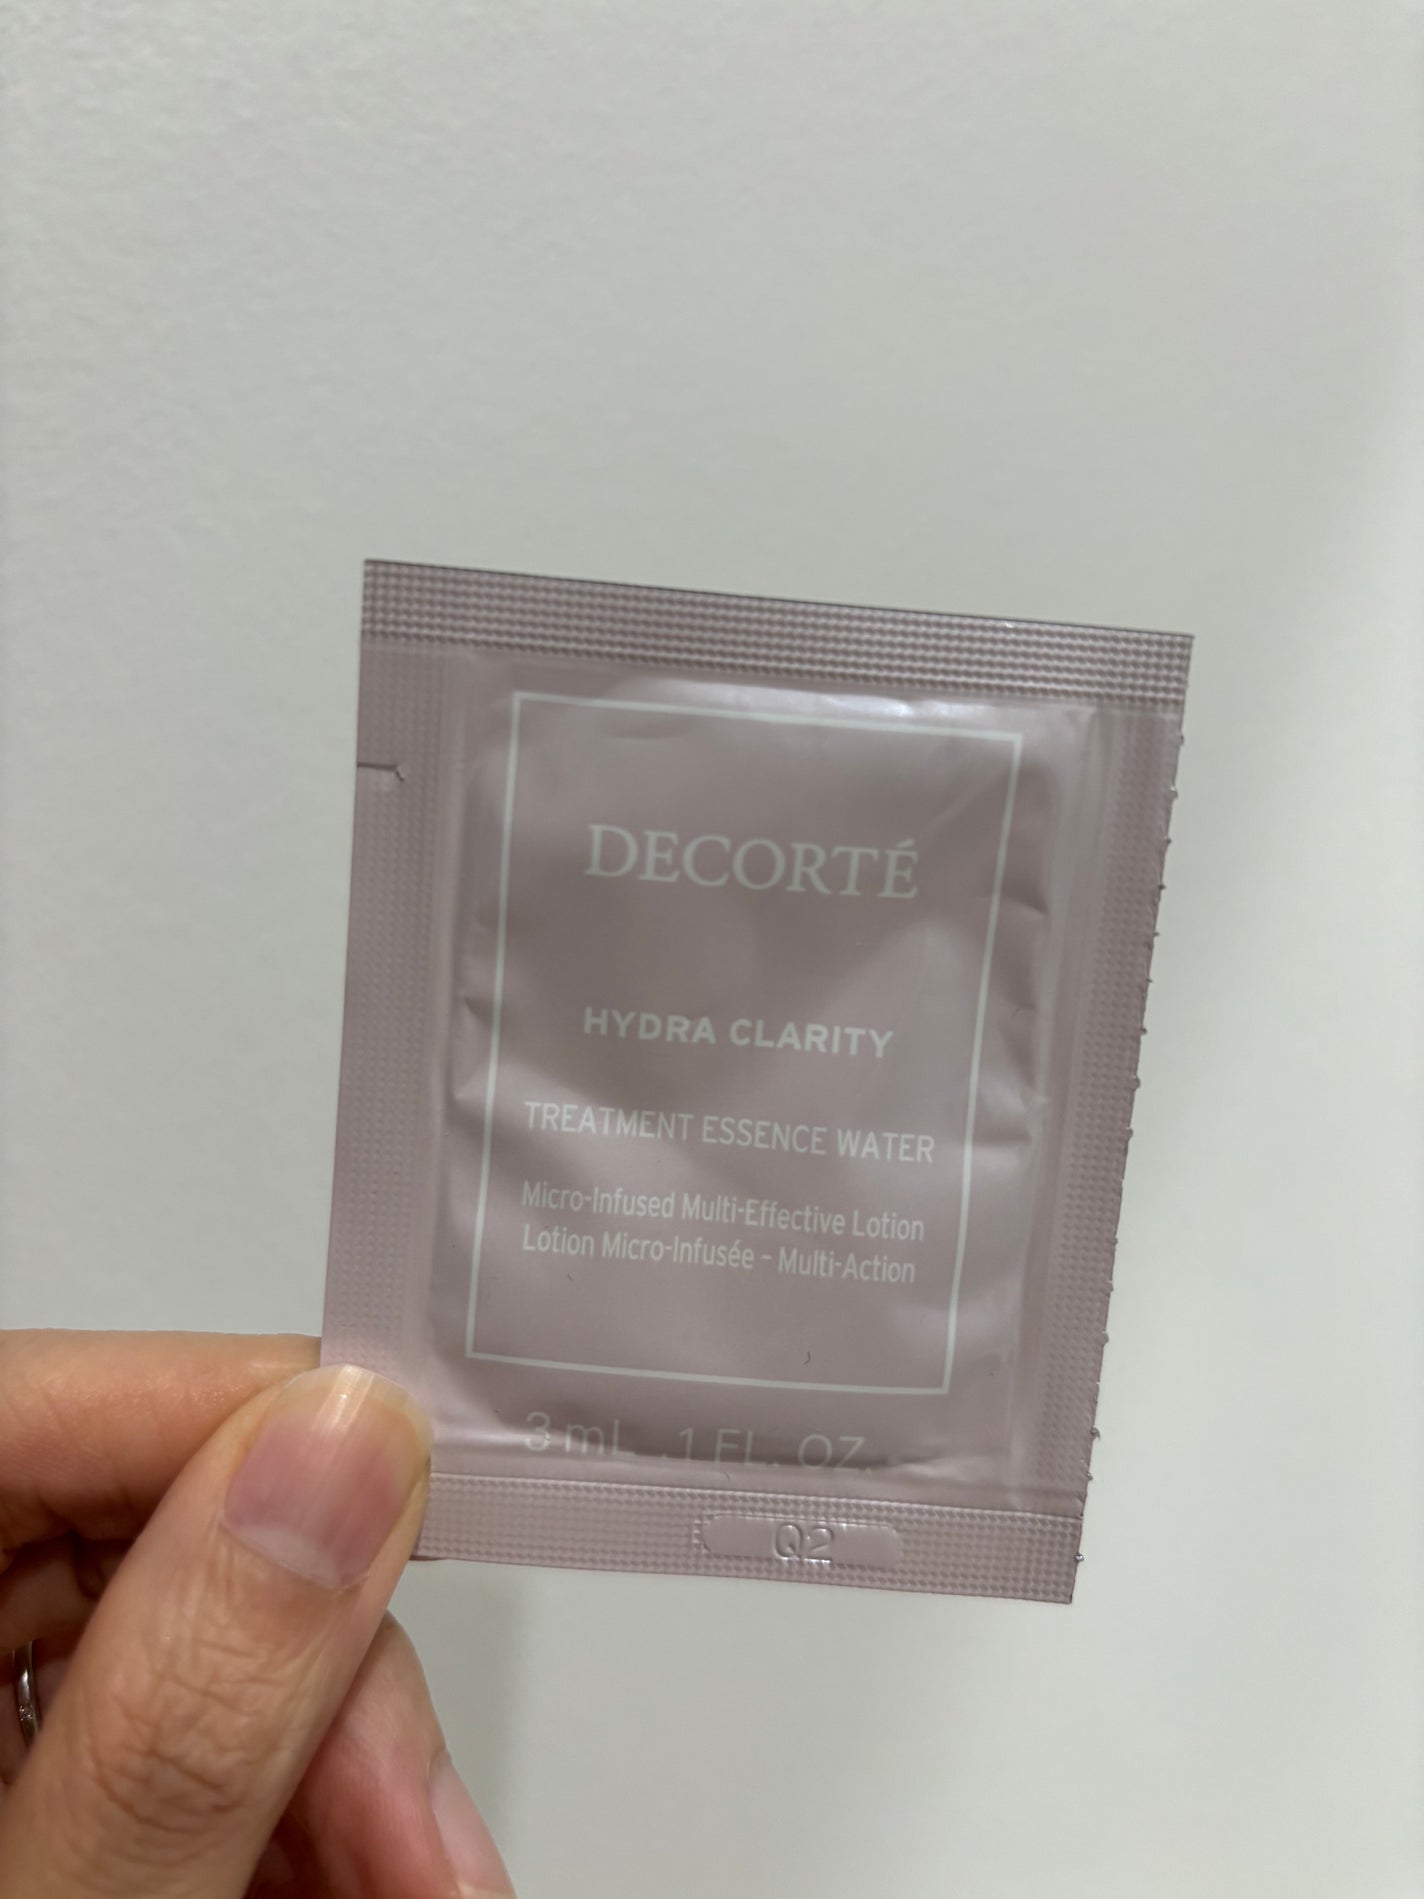 DECORTÉ
HYDRA CLARITY
TREATMENT ESSENCE WATER
Micro-Infused Multi-Effective Lotion
Lotion Micro-Infusée - Multi-Action
3 mL .1 FL. OZ.
Q2